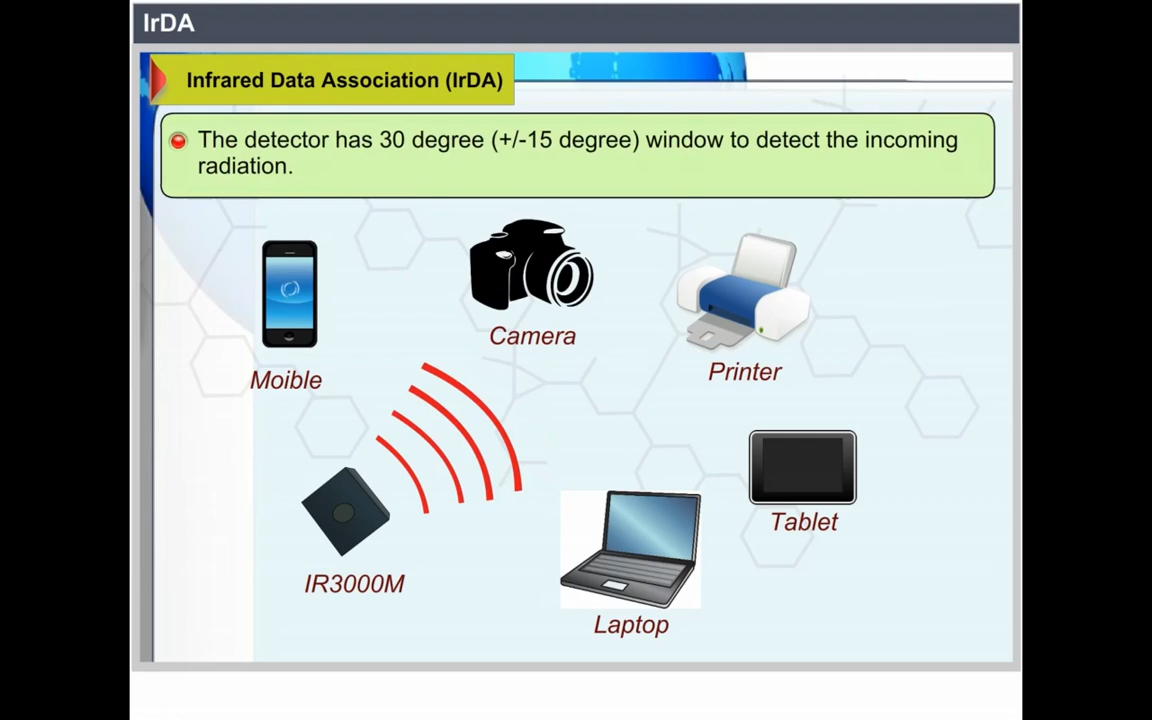 IrDA
Infrared Data Association (IrDA)
The detector has 30 degree (+/-15 degree) window to detect the incoming
radiation.
Camera
Printer
Moible
Tablet
IR3000M
Laptop